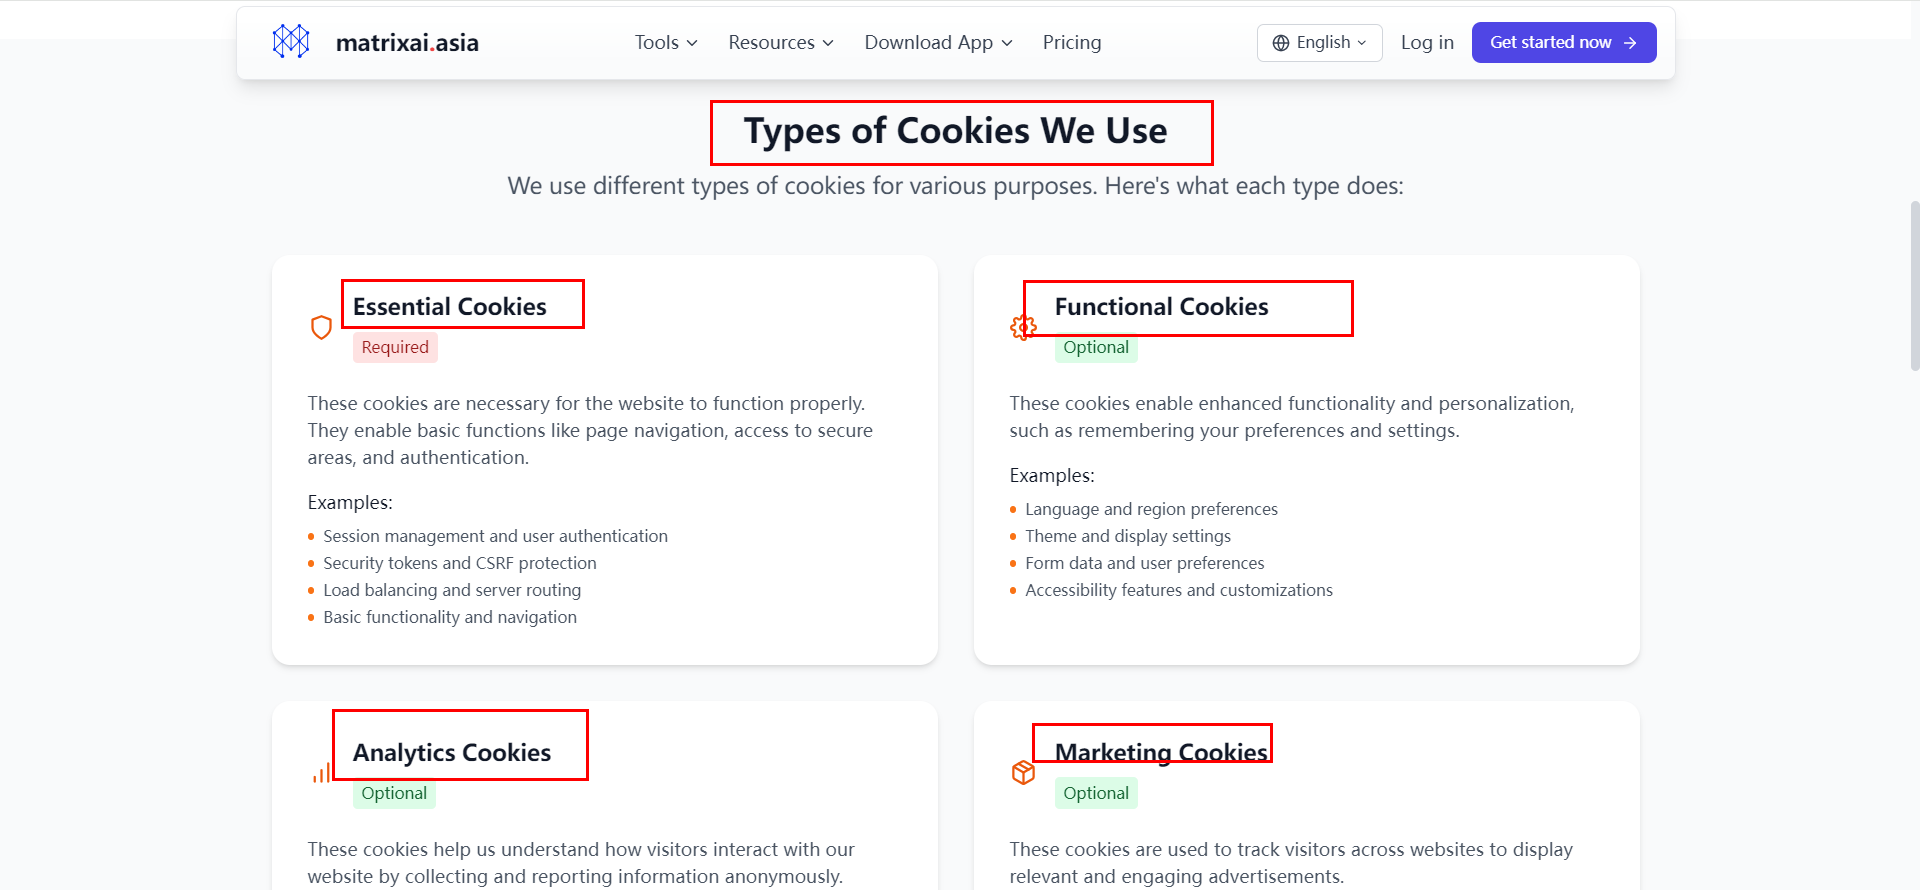 matrixai.asia Tools Resources Download App Pricing English Log in Get started now
Types of Cookies We Use
We use different types of cookies for various purposes. Here's what each type does:
Essential Cookies
Required
These cookies are necessary for the website to function properly.
They enable basic functions like page navigation, access to secure
areas, and authentication.
Examples:
Session management and user authentication
Security tokens and CSRF protection
Load balancing and server routing
Basic functionality and navigation
Functional Cookies
Optional
These cookies enable enhanced functionality and personalization,
such as remembering your preferences and settings.
Examples:
Language and region preferences
Theme and display settings
Form data and user preferences
Accessibility features and customizations
Analytics Cookies
Optional
These cookies help us understand how visitors interact with our
website by collecting and reporting information anonymously.
Marketing Cookies
Optional
These cookies are used to track visitors across websites to display
relevant and engaging advertisements.